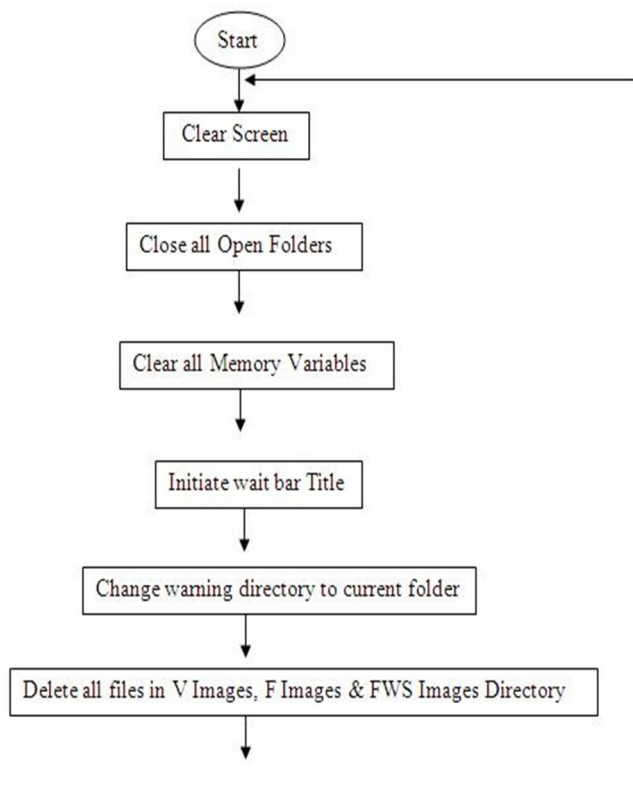 Start
Clear Screen
Close all Open Folders
Clear all Memory Variables
Initiate wait bar Title
Change warning directory to current folder
Delete all files in V Images, F Images & FWS Images Directory